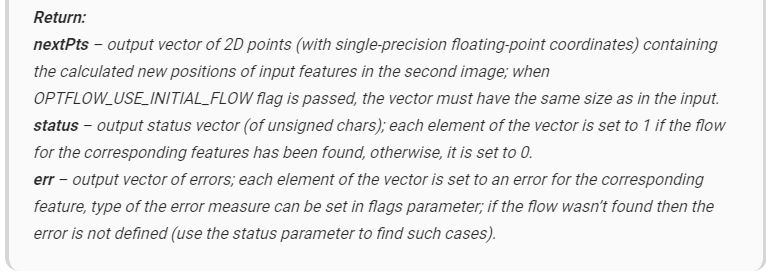 Return:
nextPts – output vector of 2D points (with single-precision floating-point coordinates) containing
the calculated new positions of input features in the second image; when
OPTFLOW_USE_INITIAL_FLOW flag is passed, the vector must have the same size as in the input.
status – output status vector (of unsigned chars); each element of the vector is set to 1 if the flow
for the corresponding features has been found, otherwise, it is set to 0.
err – output vector of errors; each element of the vector is set to an error for the corresponding
feature, type of the error measure can be set in flags parameter; if the flow wasn’t found then the
error is not defined (use the status parameter to find such cases).